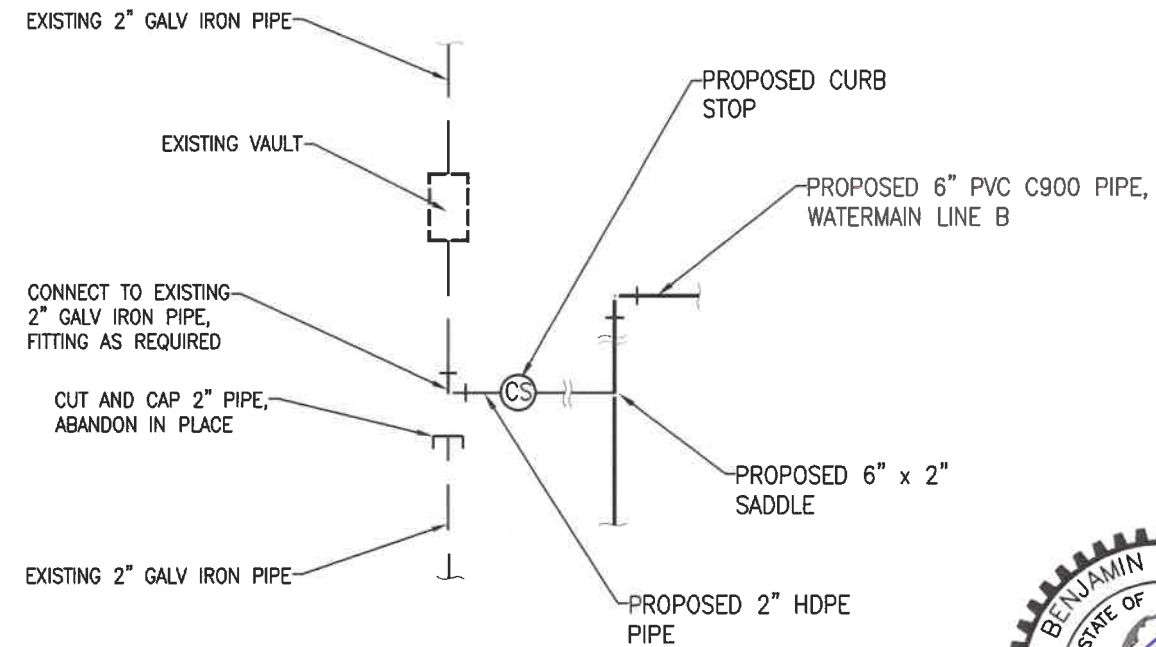 EXISTING 2" GALV IRON PIPE
PROPOSED CURB
STOP
EXISTING VAULT
PROPOSED 6" PVC C900 PIPE,
WATERMAIN LINE B
CONNECT TO EXISTING
2" GALV IRON PIPE,
FITTING AS REQUIRED
CS
CUT AND CAP 2" PIPE,
ABANDON IN PLACE
PROPOSED 6" x 2"
SADDLE
EXISTING 2" GALV IRON PIPE
PROPOSED 2" HDPE
PIPE
BENJAMIN
STATE OF